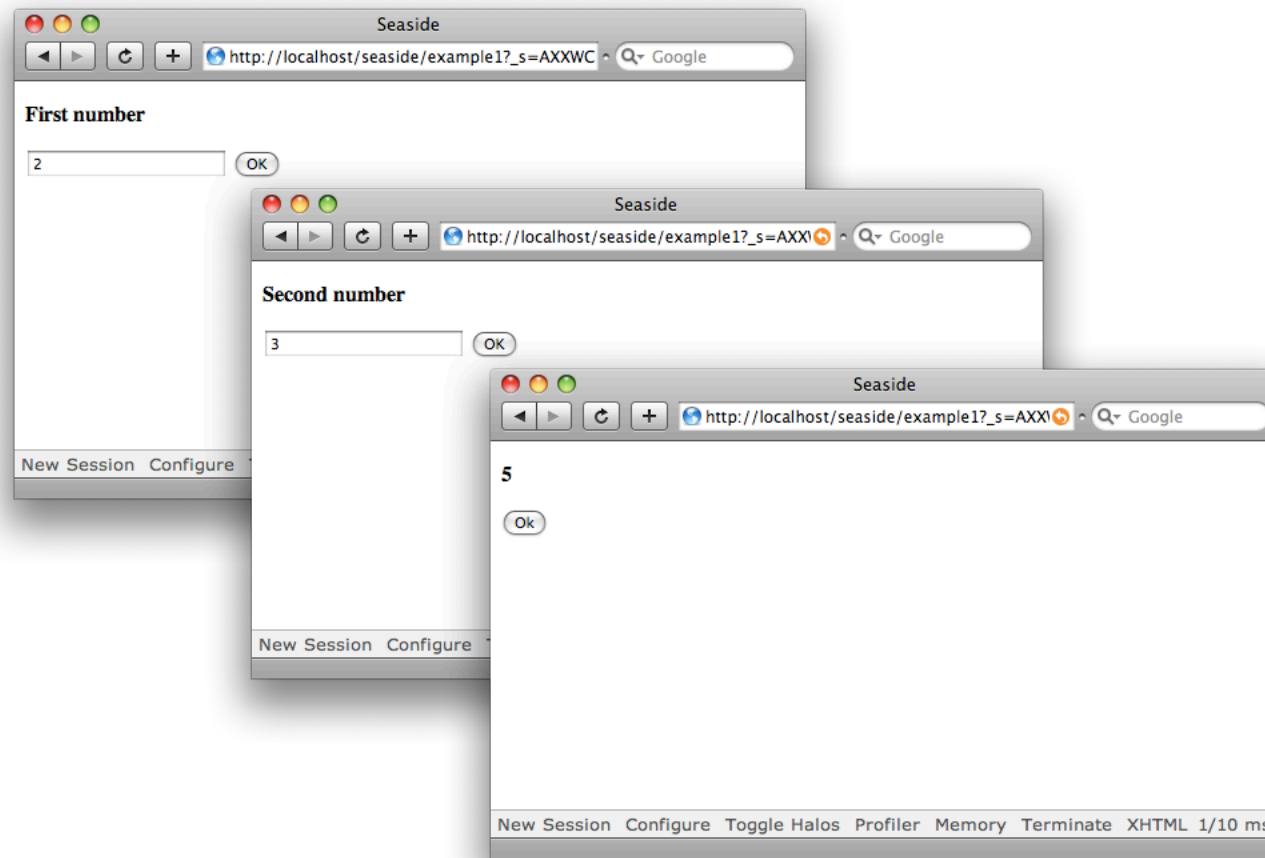 Seaside
http://localhost/seaside/example1?_s=AXXWC
Google
First number
2
OK
New Session Configure
Seaside
http://localhost/seaside/example1?_s=AXX
Google
Second number
3
OK
New Session Configure
Seaside
http://localhost/seaside/example1?_s=AXX
Google
5
Ok
New Session Configure Toggle Halos Profiler Memory Terminate XHTML 1/10 ms